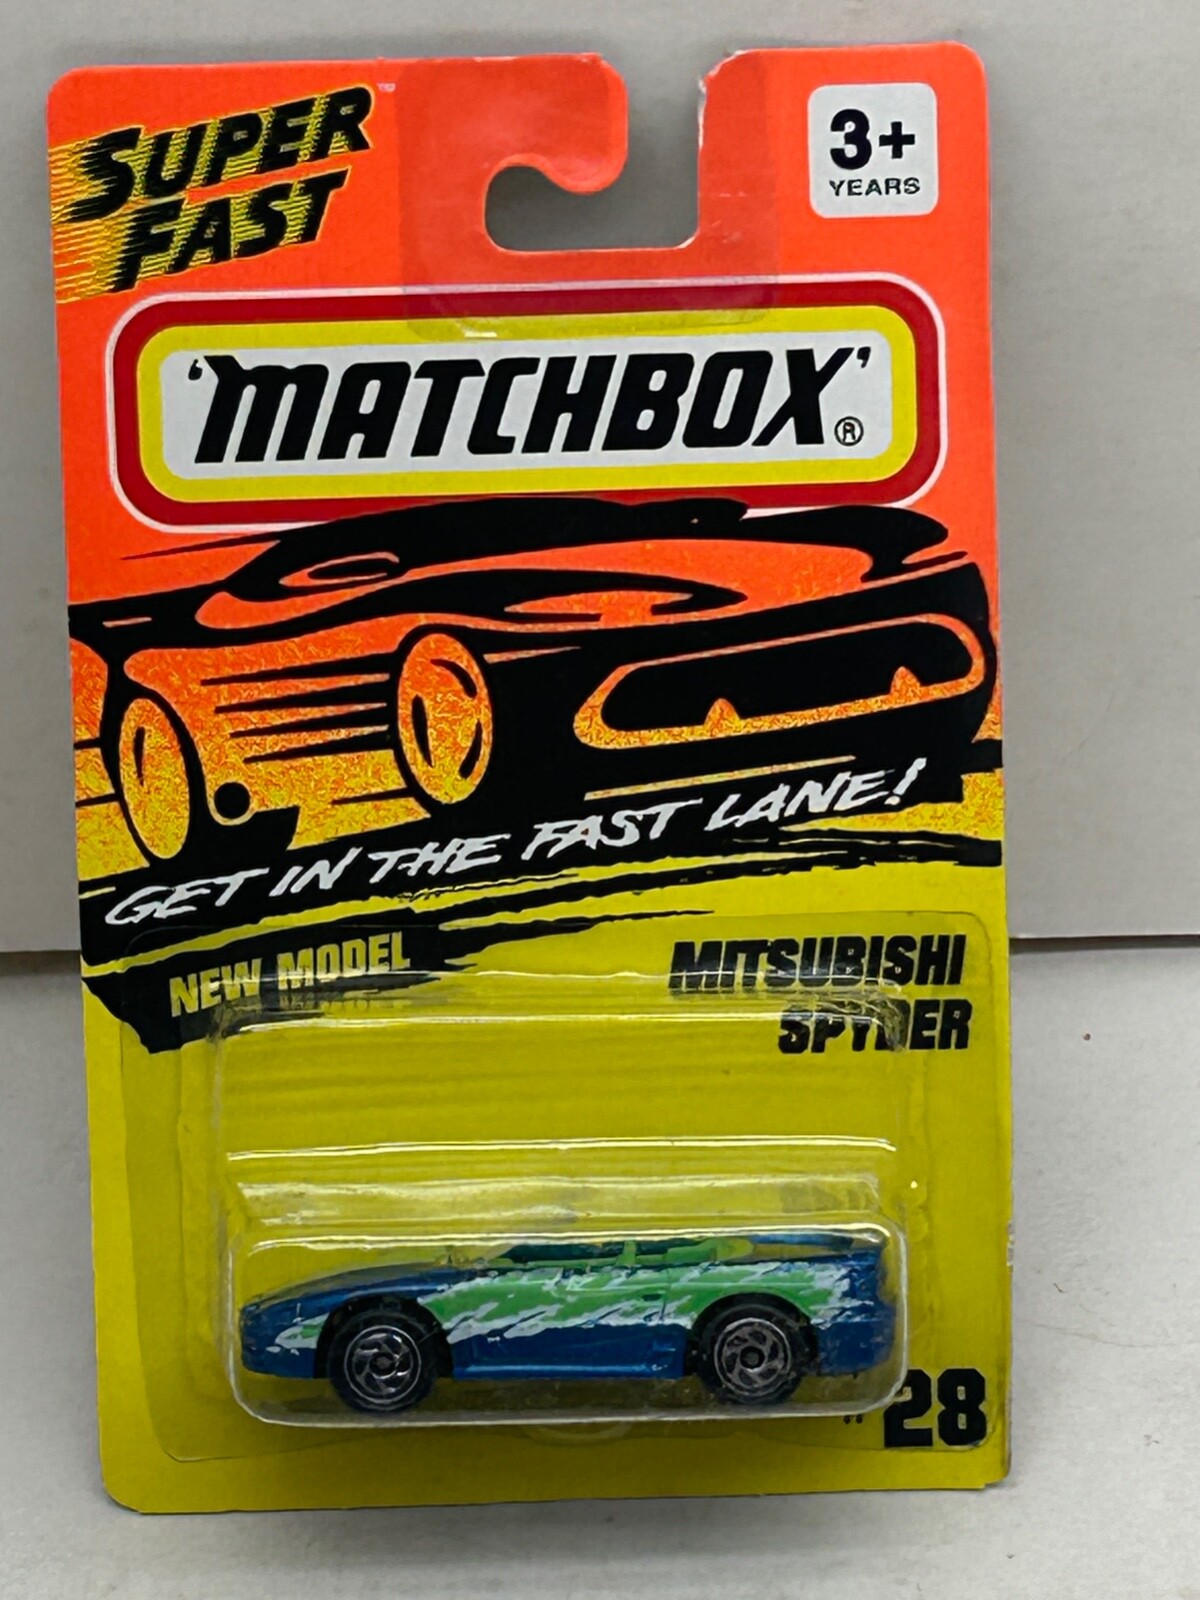 SUPER
FAST
3+
YEARS
'MATCHBOX'®
GET IN THE FAST LANE!
NEW MODEL
MITSUBISHI
SPYDER
28